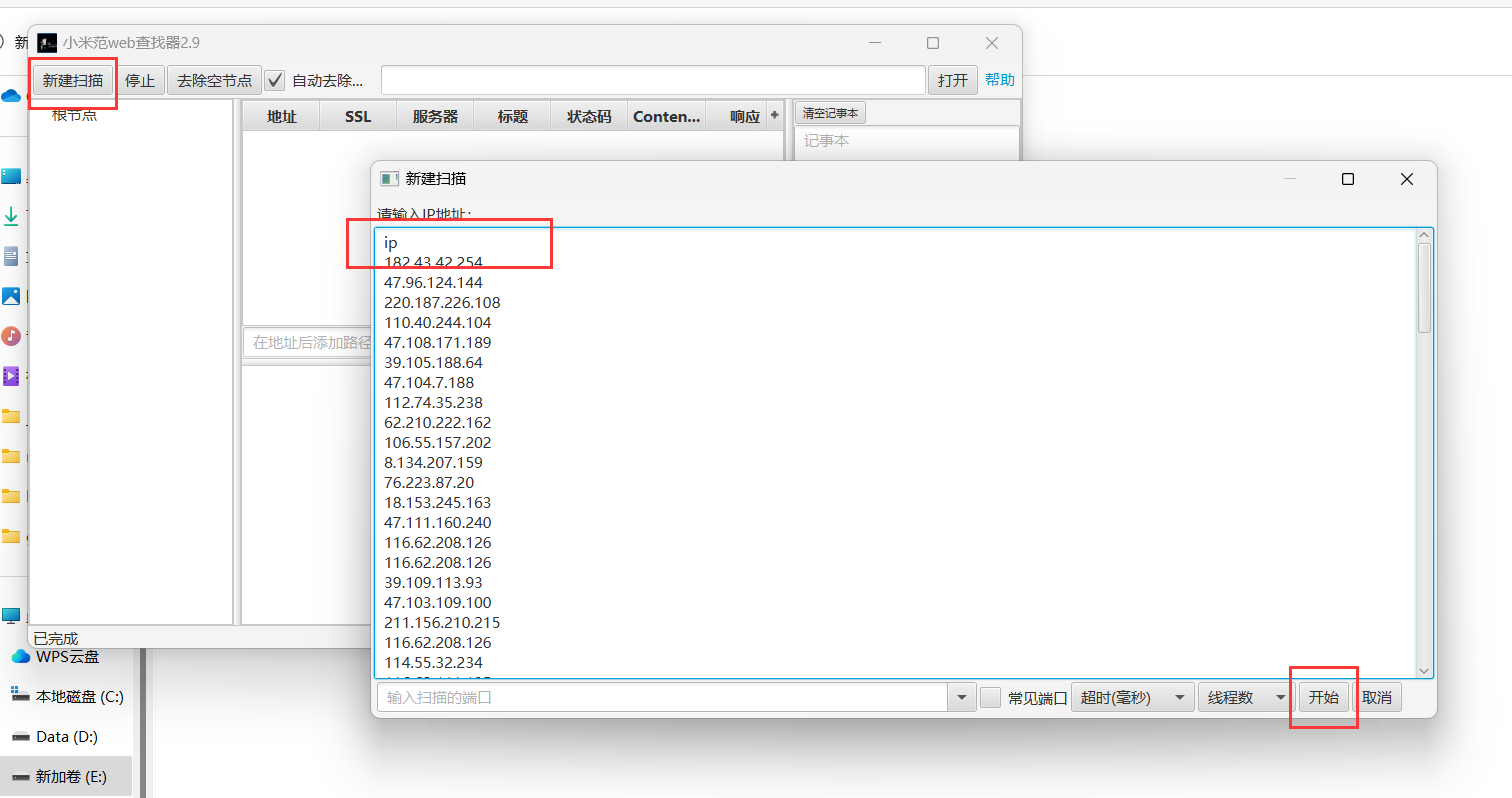 新
小米范web查找器2.9
新建扫描
停止
去除空节点
自动去除...
打开
帮助
根节点
地址
SSL
服务器
标题
状态码
Conten...
响应
+
清空记事本
记事本
在地址后添加路径
已完成
新建扫描
请输入IP地址:
ip
182.43.42.254
47.96.124.144
220.187.226.108
110.40.244.104
47.108.171.189
39.105.188.64
47.104.7.188
112.74.35.238
62.210.222.162
106.55.157.202
8.134.207.159
76.223.87.20
18.153.245.163
47.111.160.240
116.62.208.126
116.62.208.126
39.109.113.93
47.103.109.100
211.156.210.215
116.62.208.126
114.55.32.234
输入扫描的端口
常见端口
超时(毫秒)
线程数
开始
取消
WPS云盘
本地磁盘 (C:)
Data (D:)
新加卷 (E:)